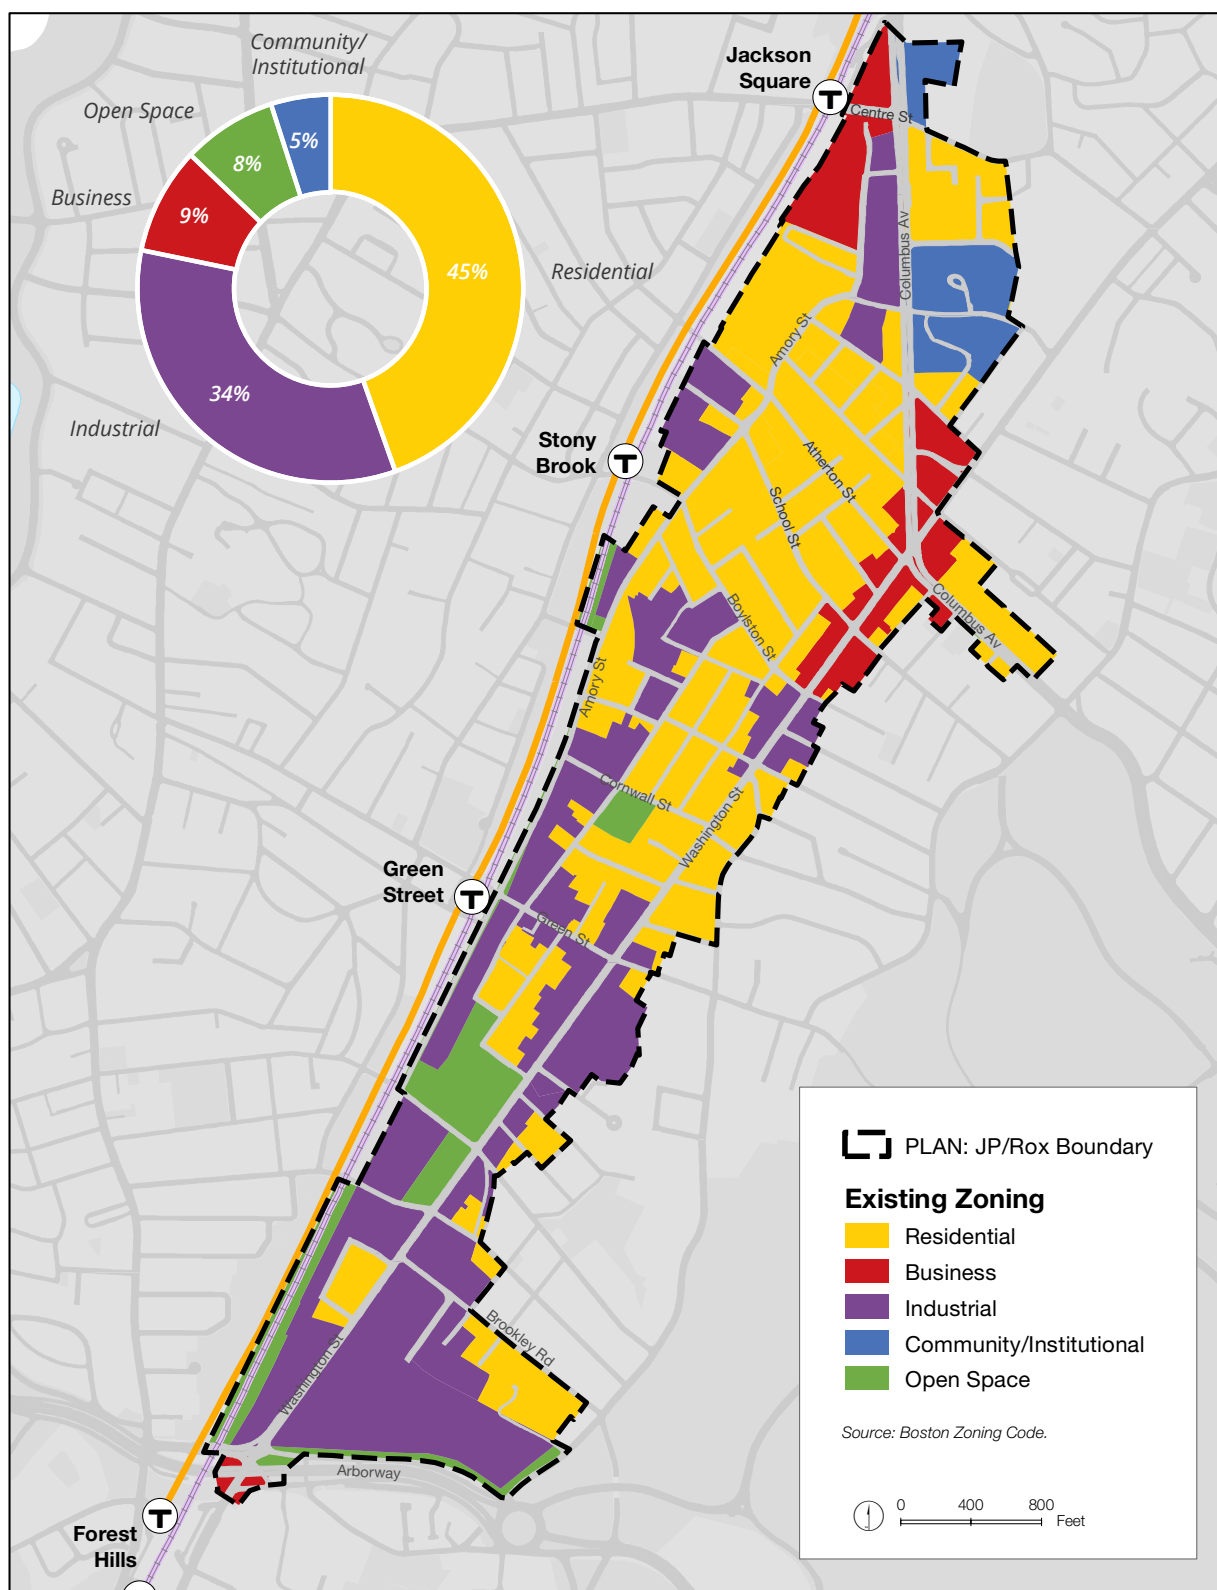 Community/
Institutional
Open Space
Business
Industrial
Residential
5%
8%
9%
34%
45%
Jackson
Square
T
Centre St
Columbus Av
Amory St
Stony
Brook
T
Atherton St
School St
Boylston St
Columbus Av
Amory St
Cornwall St
Washington St
Green
Street
T
Green St
Brookley Rd
Washington St
Arborway
Forest
Hills
T
PLAN: JP/Rox Boundary
Existing Zoning
Residential
Business
Industrial
Community/Institutional
Open Space
Source: Boston Zoning Code.
0 400 800
Feet